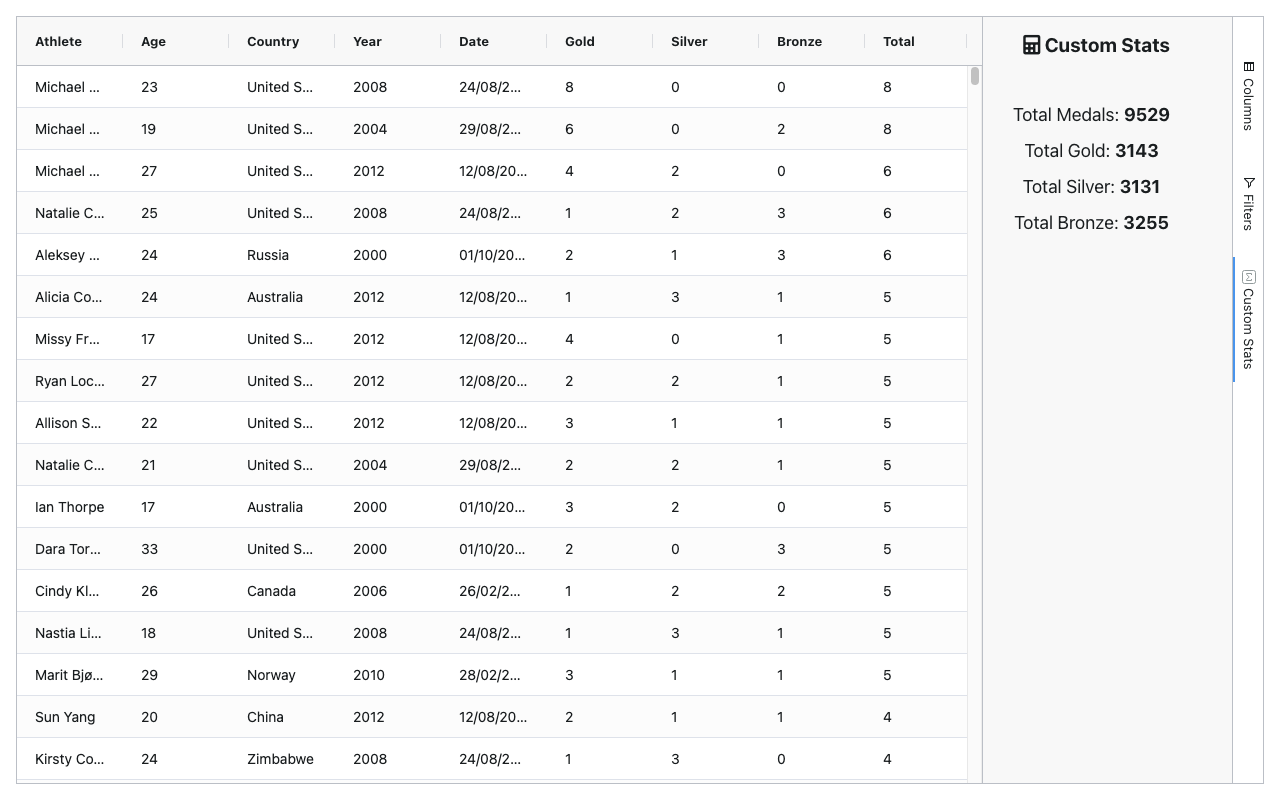 Athlete Age Country Year Date Gold Silver Bronze Total
Michael ... 23 United S... 2008 24/08/2... 8 0 0 8
Michael ... 19 United S... 2004 29/08/2... 6 0 2 8
Michael ... 27 United S... 2012 12/08/20... 4 2 0 6
Natalie C... 25 United S... 2008 24/08/2... 1 2 3 6
Aleksey ... 24 Russia 2000 01/10/20... 2 1 3 6
Alicia Co... 24 Australia 2012 12/08/20... 1 3 1 5
Missy Fr... 17 United S... 2012 12/08/20... 4 0 1 5
Ryan Loc... 27 United S... 2012 12/08/20... 2 2 1 5
Allison S... 22 United S... 2012 12/08/20... 3 1 1 5
Natalie C... 21 United S... 2004 29/08/2... 2 2 1 5
Ian Thorpe 17 Australia 2000 01/10/20... 3 2 0 5
Dara Tor... 33 United S... 2000 01/10/20... 2 0 3 5
Cindy Kl... 26 Canada 2006 26/02/2... 1 2 2 5
Nastia Li... 18 United S... 2008 24/08/2... 1 3 1 5
Marit Bjø... 29 Norway 2010 28/02/2... 3 1 1 5
Sun Yang 20 China 2012 12/08/20... 2 1 1 4
Kirsty Co... 24 Zimbabwe 2008 24/08/2... 1 3 0 4
Custom Stats
Total Medals: 9529
Total Gold: 3143
Total Silver: 3131
Total Bronze: 3255
Columns
Filters
Custom Stats